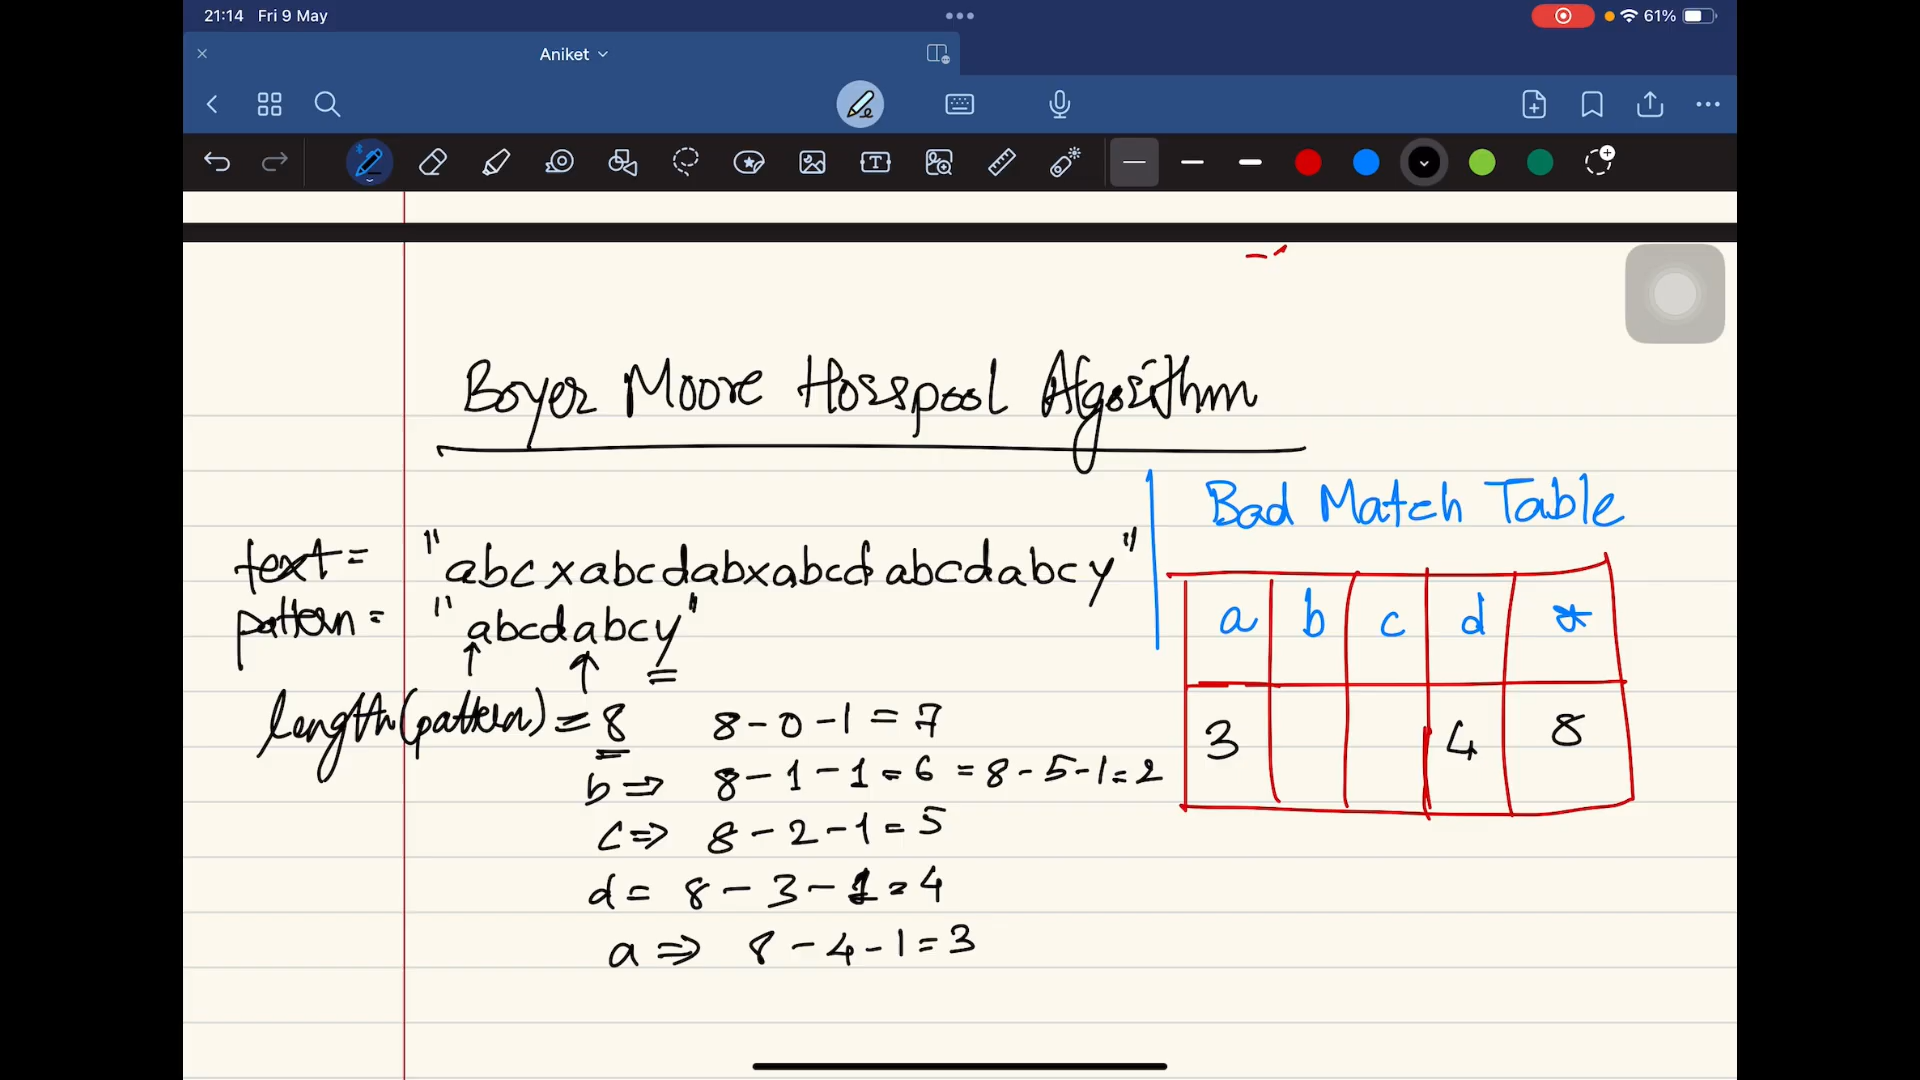 21:14 Fri 9 May
61%
Aniket
Boyer Moore Horspool Algorithm
Bad Match Table
text = "abcxabcdabxabcdabcdabcy"
pattern = "abcdabcy"
a b c d *
3 4 8
length(pattern) = 8 8 - 0 - 1 = 7
b ⇒ 8 - 1 - 1 = 6 = 8 - 5 - 1 = 2
c ⇒ 8 - 2 - 1 = 5
d = 8 - 3 - 1 = 4
a ⇒ 8 - 4 - 1 = 3